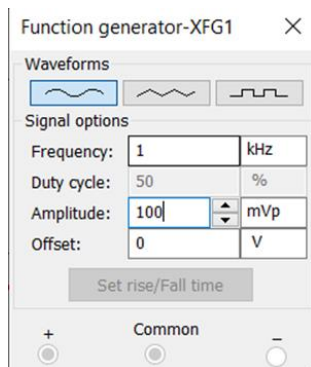 Function generator-XFG1
Waveforms
Signal options
Frequency: 1 kHz
Duty cycle: 50 %
Amplitude: 100 mVp
Offset: 0 V
Set rise/Fall time
+ Common −